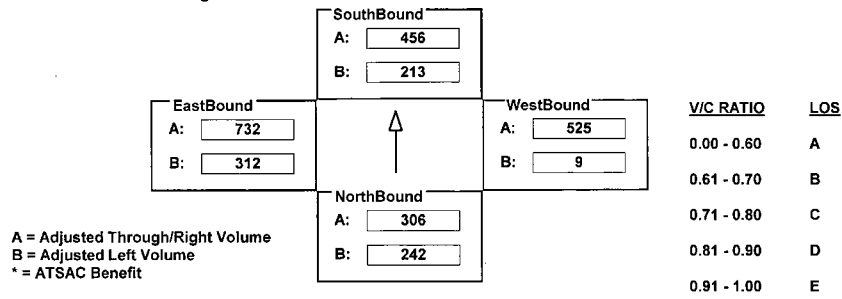 SouthBound
A: 456
B: 213
EastBound
A: 732
B: 312
WestBound
A: 525
B: 9
NorthBound
A: 306
B: 242
A = Adjusted Through/Right Volume
B = Adjusted Left Volume
* = ATSAC Benefit
V/C RATIO LOS
0.00 - 0.60 A
0.61 - 0.70 B
0.71 - 0.80 C
0.81 - 0.90 D
0.91 - 1.00 E